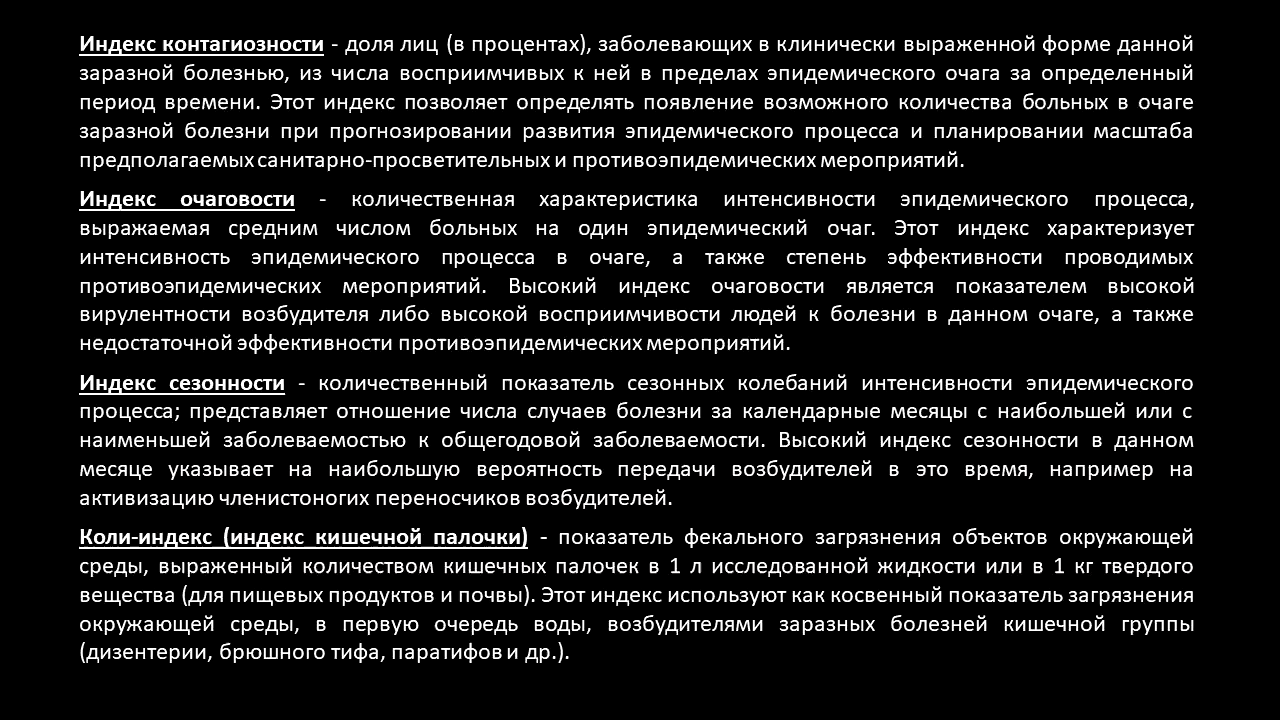 Индекс контагиозности - доля лиц (в процентах), заболевающих в клинически выраженной форме данной
заразной болезнью, из числа восприимчивых к ней в пределах эпидемического очага за определенный
период времени. Этот индекс позволяет определять появление возможного количества больных в очаге
заразной болезни при прогнозировании развития эпидемического процесса и планировании масштаба
предполагаемых санитарно-просветительных и противоэпидемических мероприятий.
Индекс очаговости - количественная характеристика интенсивности эпидемического процесса,
выражаемая средним числом больных на один эпидемический очаг. Этот индекс характеризует
интенсивность эпидемического процесса в очаге, а также степень эффективности проводимых
противоэпидемических мероприятий. Высокий индекс очаговости является показателем высокой
вирулентности возбудителя либо высокой восприимчивости людей к болезни в данном очаге, а также
недостаточной эффективности противоэпидемических мероприятий.
Индекс сезонности - количественный показатель сезонных колебаний интенсивности эпидемического
процесса; представляет отношение числа случаев болезни за календарные месяцы с наибольшей или с
наименьшей заболеваемостью к общегодовой заболеваемости. Высокий индекс сезонности в данном
месяце указывает на наибольшую вероятность передачи возбудителей в это время, например на
активизацию членистоногих переносчиков возбудителей.
Коли-индекс (индекс кишечной палочки) - показатель фекального загрязнения объектов окружающей
среды, выраженный количеством кишечных палочек в 1 л исследованной жидкости или в 1 кг твердого
вещества (для пищевых продуктов и почвы). Этот индекс используют как косвенный показатель загрязнения
окружающей среды, в первую очередь воды, возбудителями заразных болезней кишечной группы
(дизентерии, брюшного тифа, паратифов и др.).